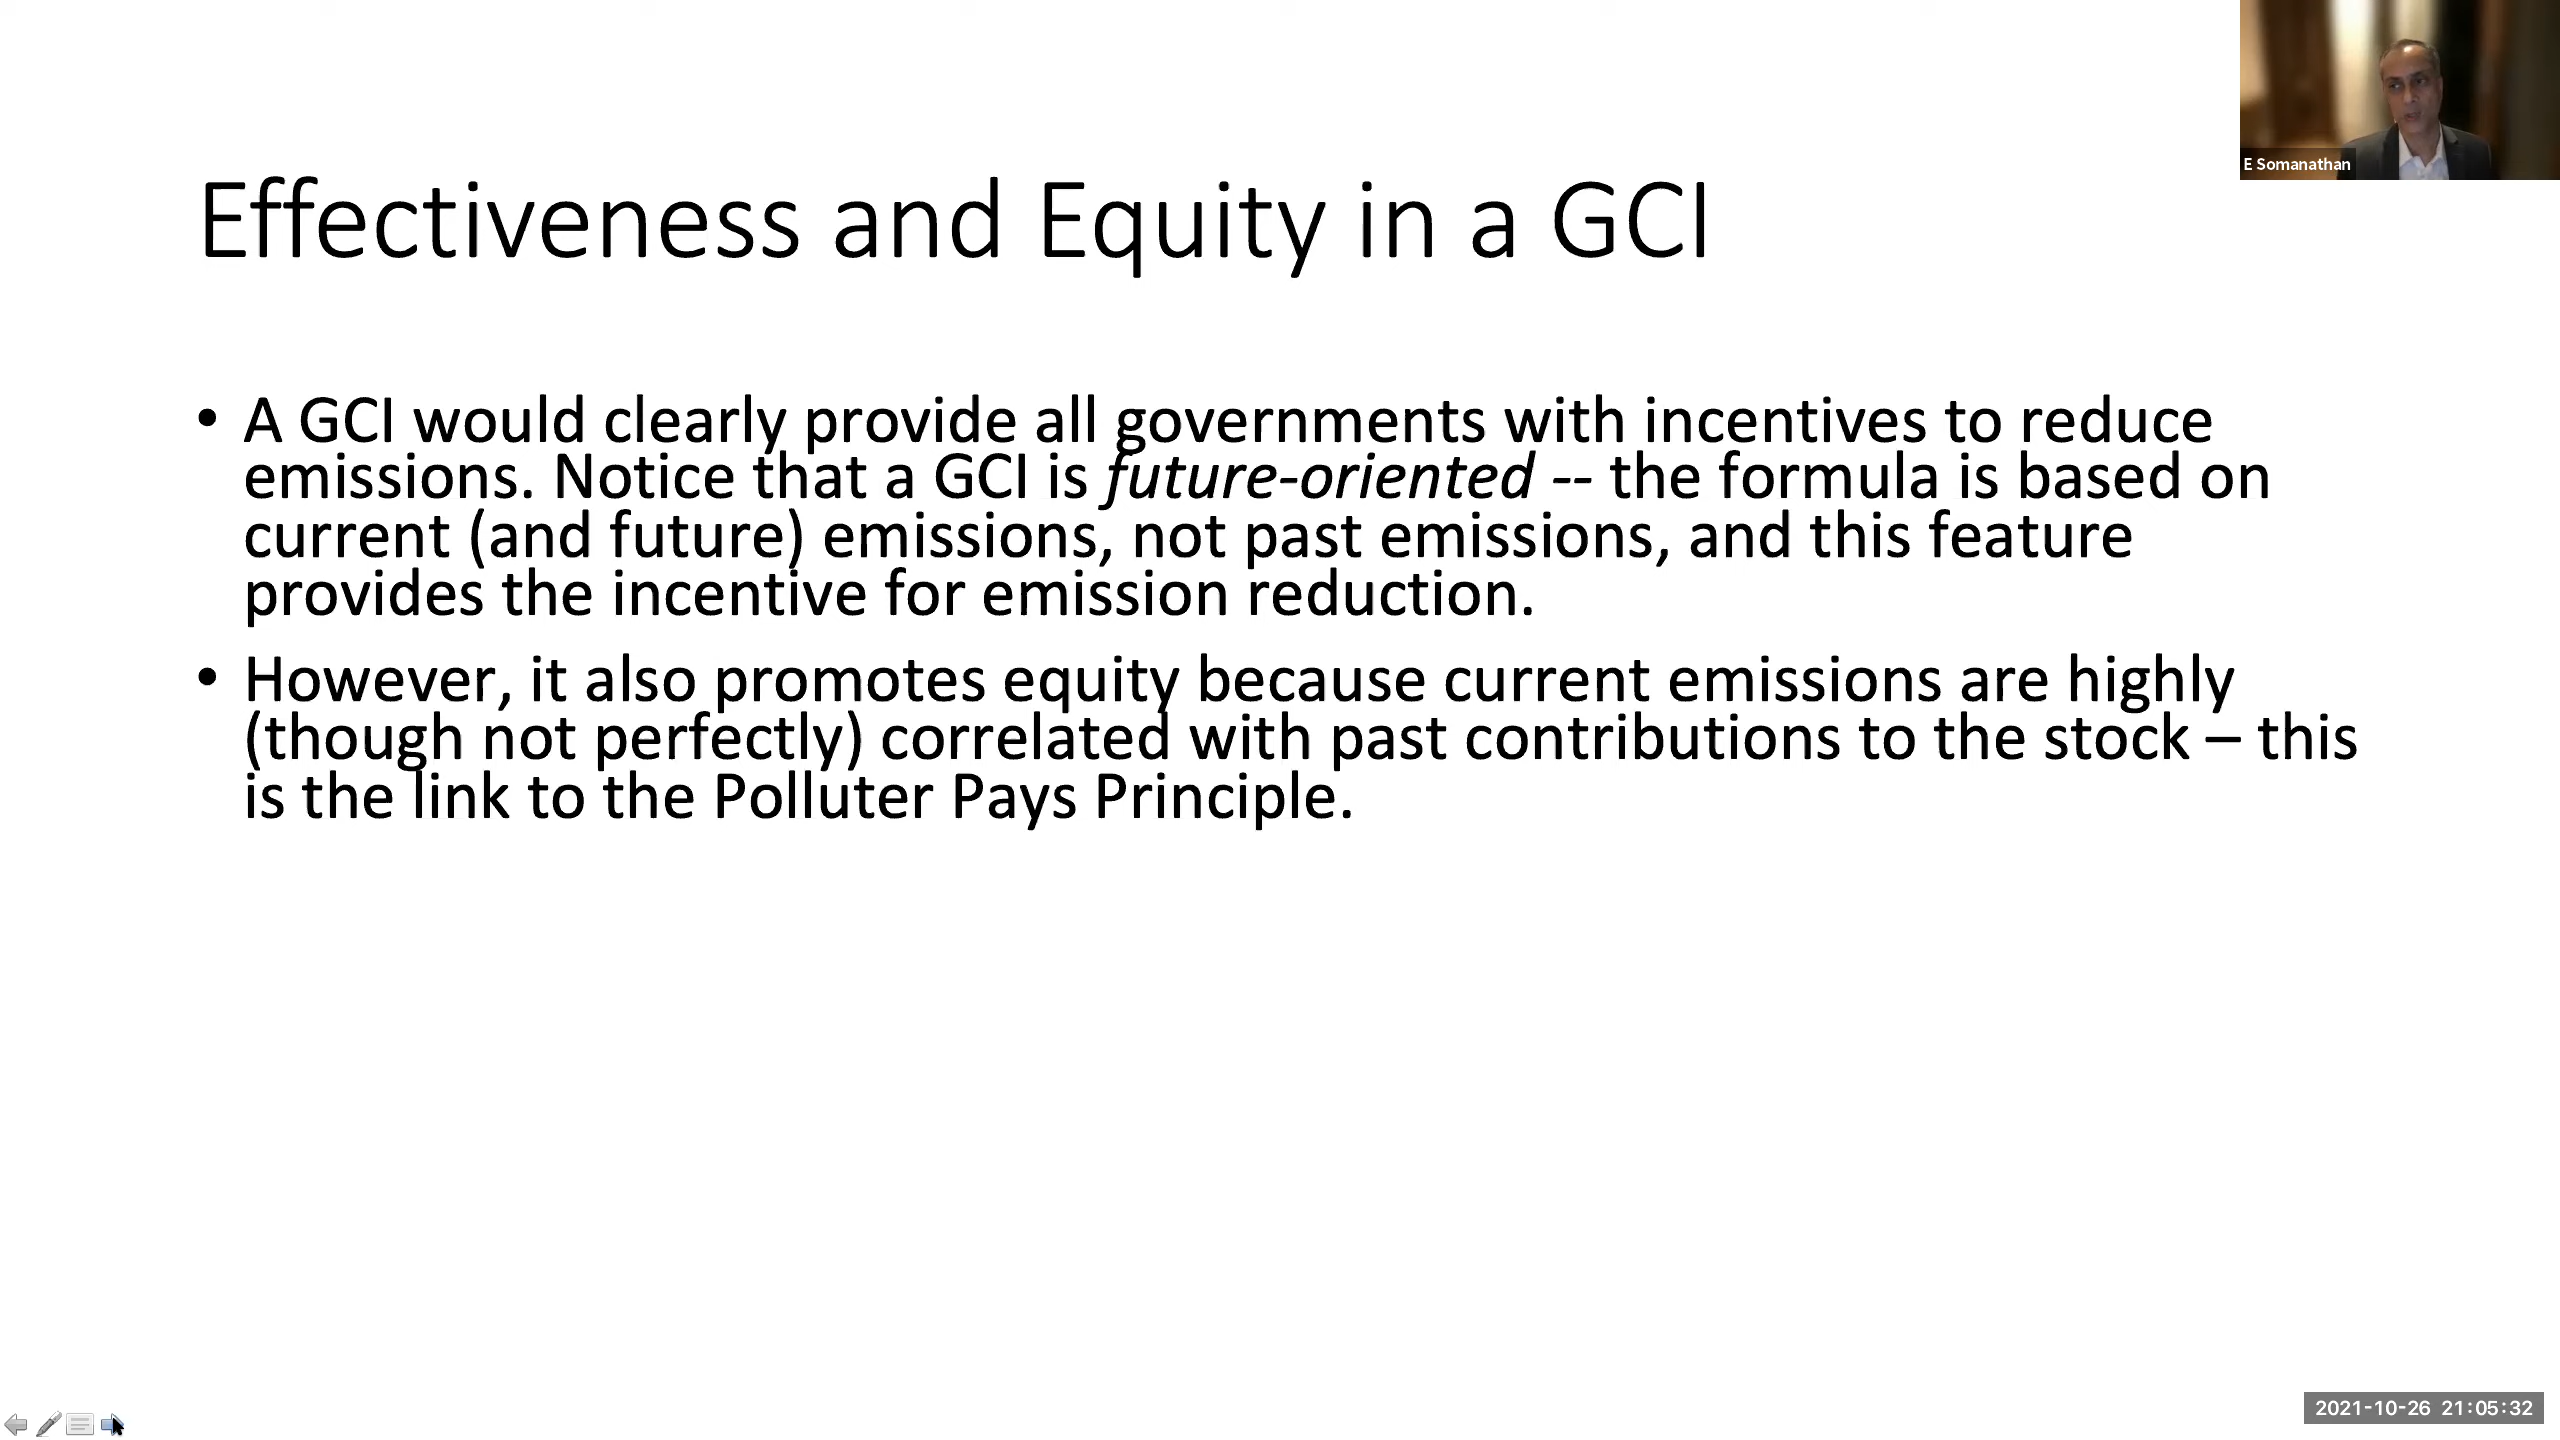 E Somanathan
Effectiveness and Equity in a GCI
• A GCI would clearly provide all governments with incentives to reduce
emissions. Notice that a GCI is future-oriented -- the formula is based on
current (and future) emissions, not past emissions, and this feature
provides the incentive for emission reduction.
• However, it also promotes equity because current emissions are highly
(though not perfectly) correlated with past contributions to the stock – this
is the link to the Polluter Pays Principle.
2021-10-26 21:05:32